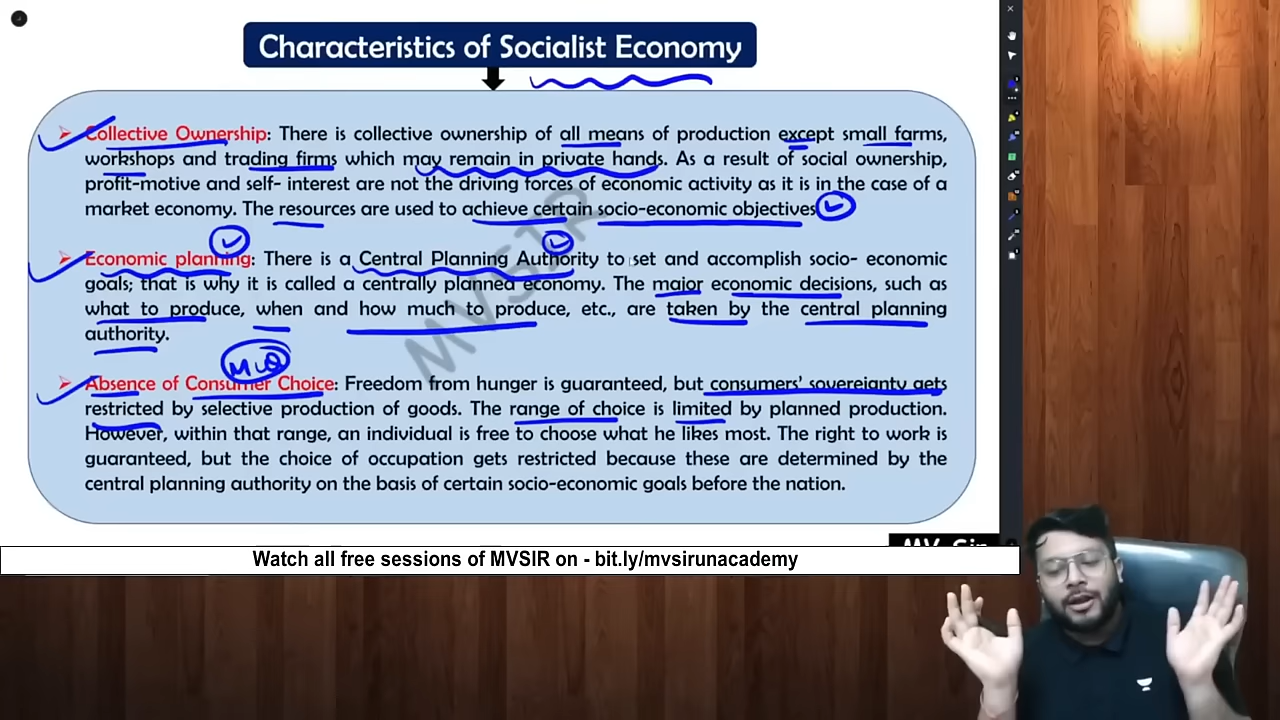 Characteristics of Socialist Economy
Collective Ownership: There is collective ownership of all means of production except small farms,
workshops and trading firms which may remain in private hands. As a result of social ownership,
profit-motive and self- interest are not the driving forces of economic activity as it is in the case of a
market economy. The resources are used to achieve certain socio-economic objectives
Economic planning: There is a Central Planning Authority to set and accomplish socio- economic
goals; that is why it is called a centrally planned economy. The major economic decisions, such as
what to produce, when and how much to produce, etc., are taken by the central planning
authority.
MCQ
Absence of Consumer Choice: Freedom from hunger is guaranteed, but consumers' sovereignty gets
restricted by selective production of goods. The range of choice is limited by planned production.
However, within that range, an individual is free to choose what he likes most. The right to work is
guaranteed, but the choice of occupation gets restricted because these are determined by the
central planning authority on the basis of certain socio-economic goals before the nation.
MVSIR
MV Sir
Watch all free sessions of MVSIR on - bit.ly/mvsirunacademy